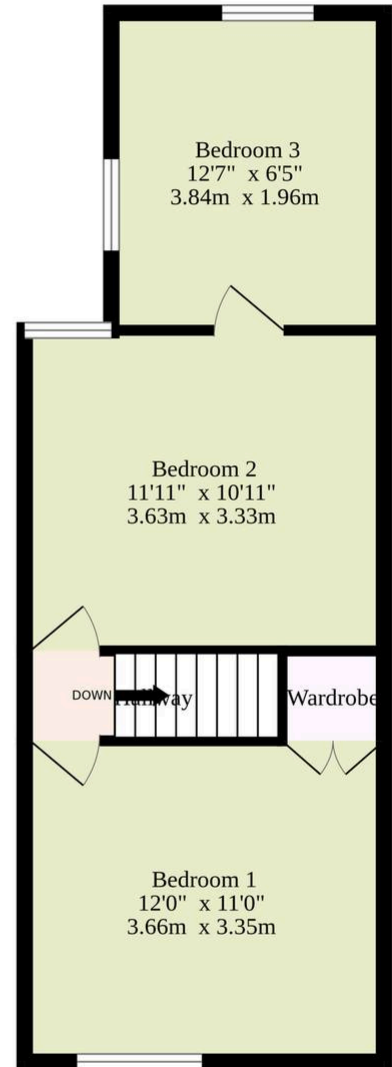 Bedroom 3
12'7" x 6'5"
3.84m x 1.96m
Bedroom 2
11'11" x 10'11"
3.63m x 3.33m
DOWN
Hallway
Wardrobe
Bedroom 1
12'0" x 11'0"
3.66m x 3.35m